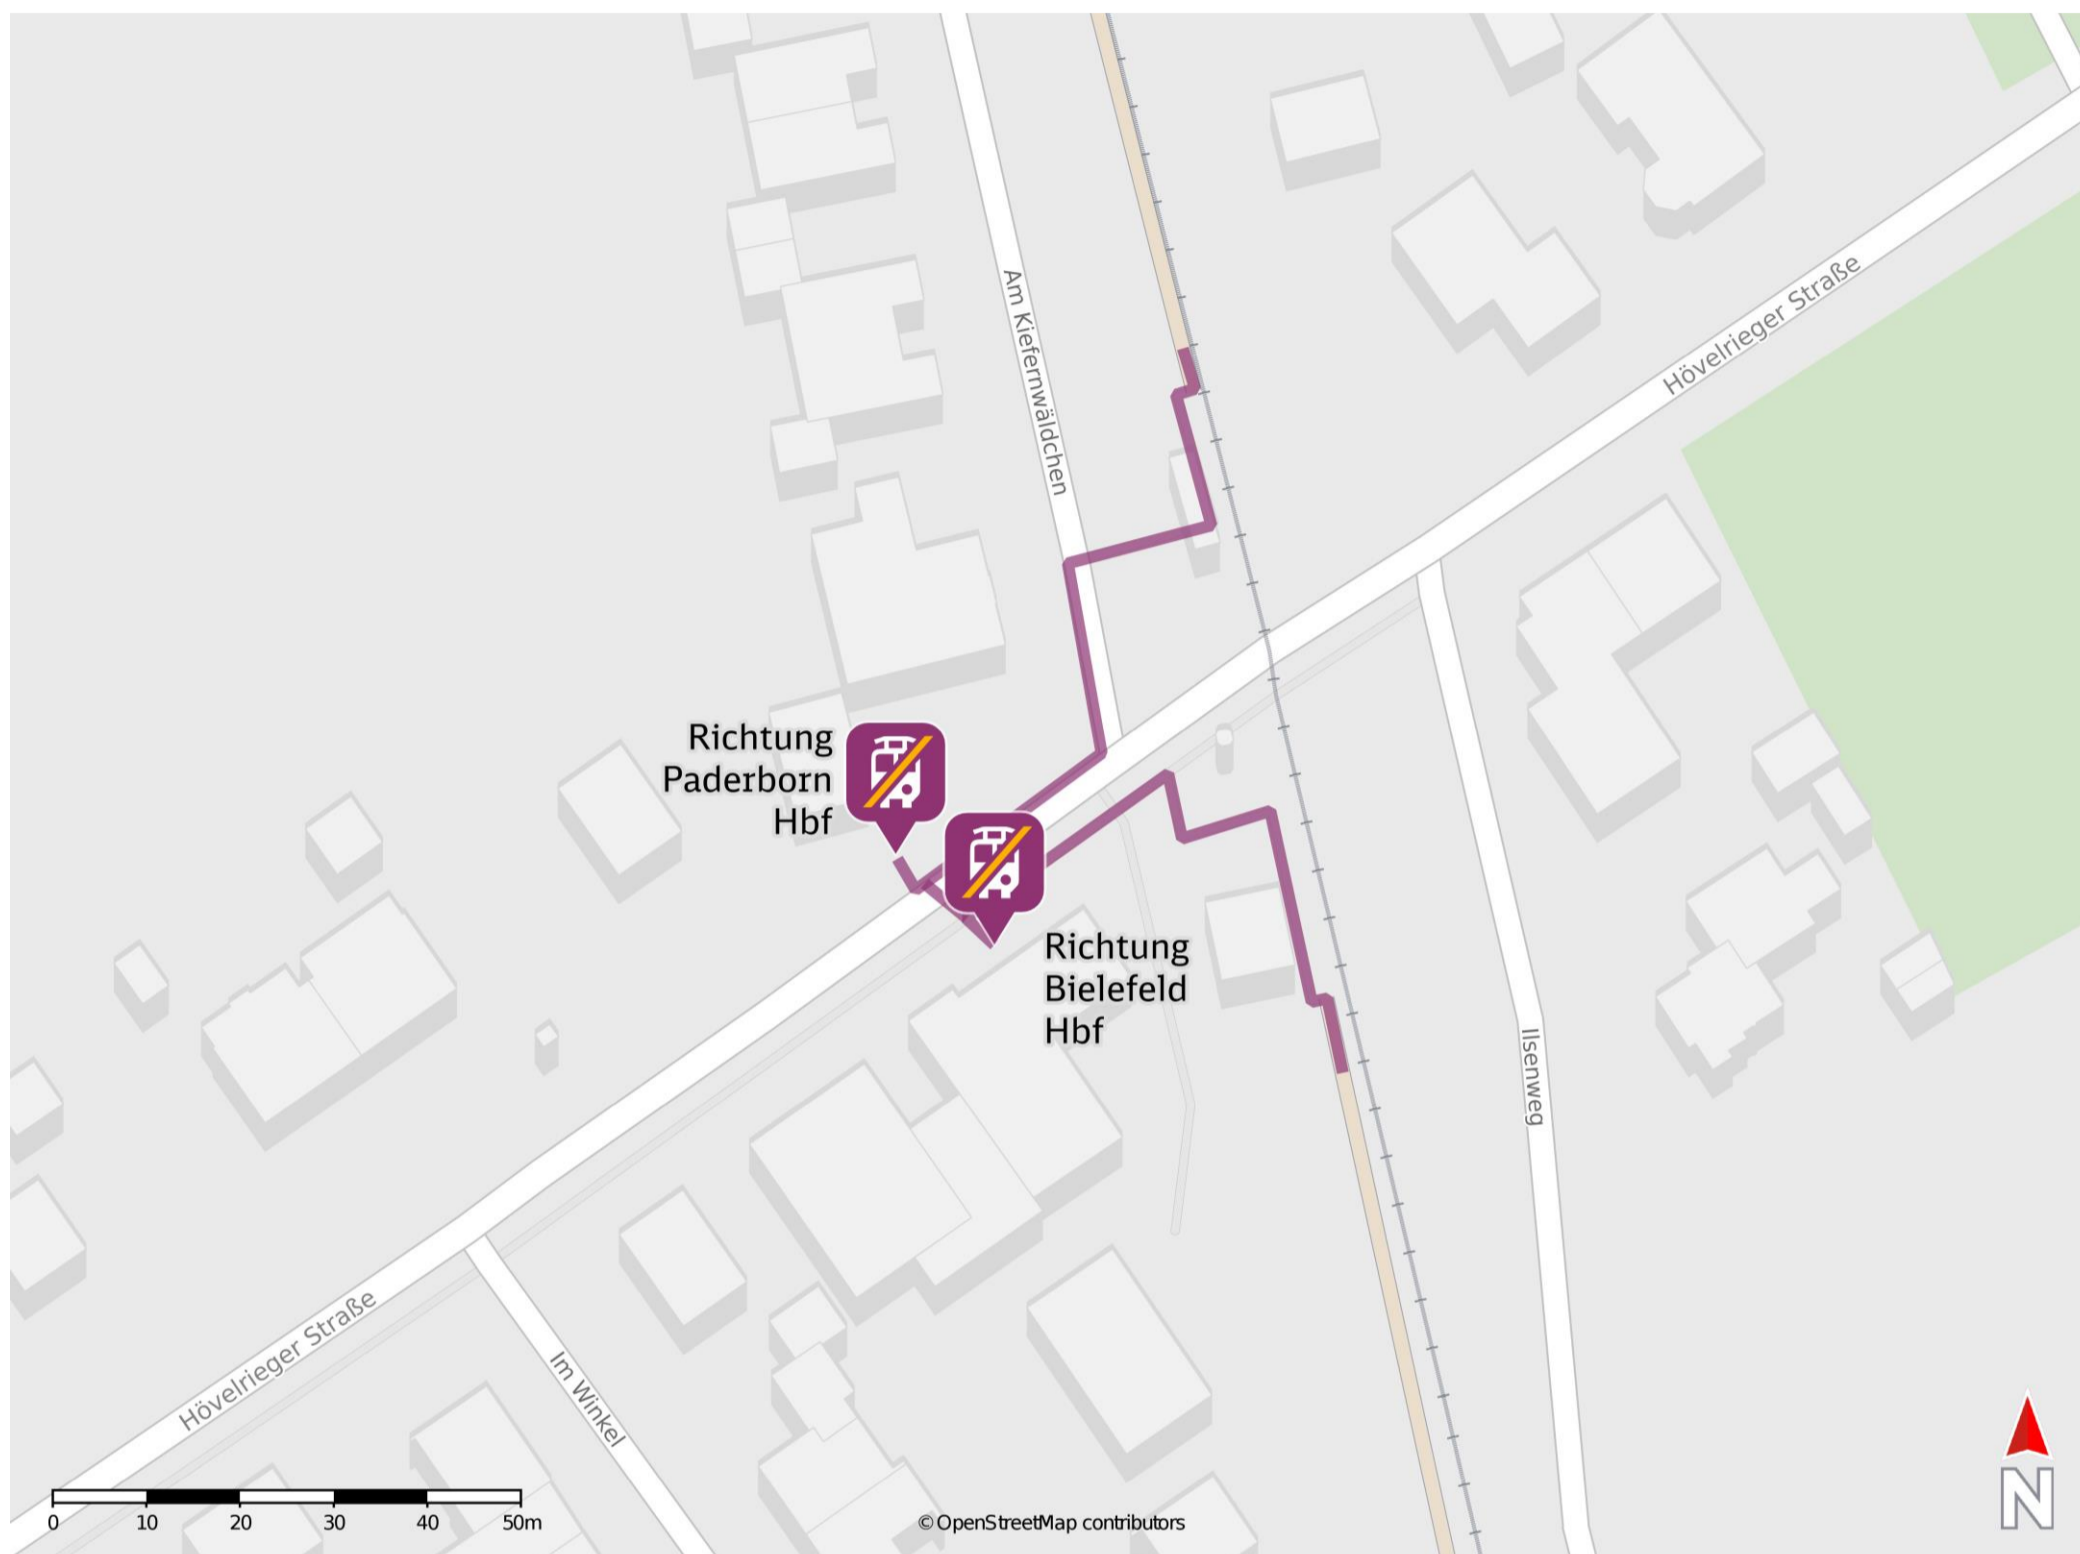 Am Kiefernwäldchen
Hövelrieger Straße
Richtung
Paderborn
Hbf
Richtung
Bielefeld
Hbf
Ilsenweg
Hövelrieger Straße
Im Winkel
0 10 20 30 40 50m
© OpenStreetMap contributors
N